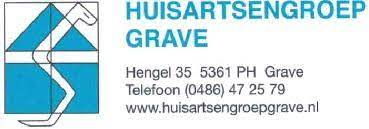 HUISARTSENGROEP
GRAVE
Hengel 35 5361 PH Grave
Telefoon (0486) 47 25 79
www.huisartsengroepgrave.nl